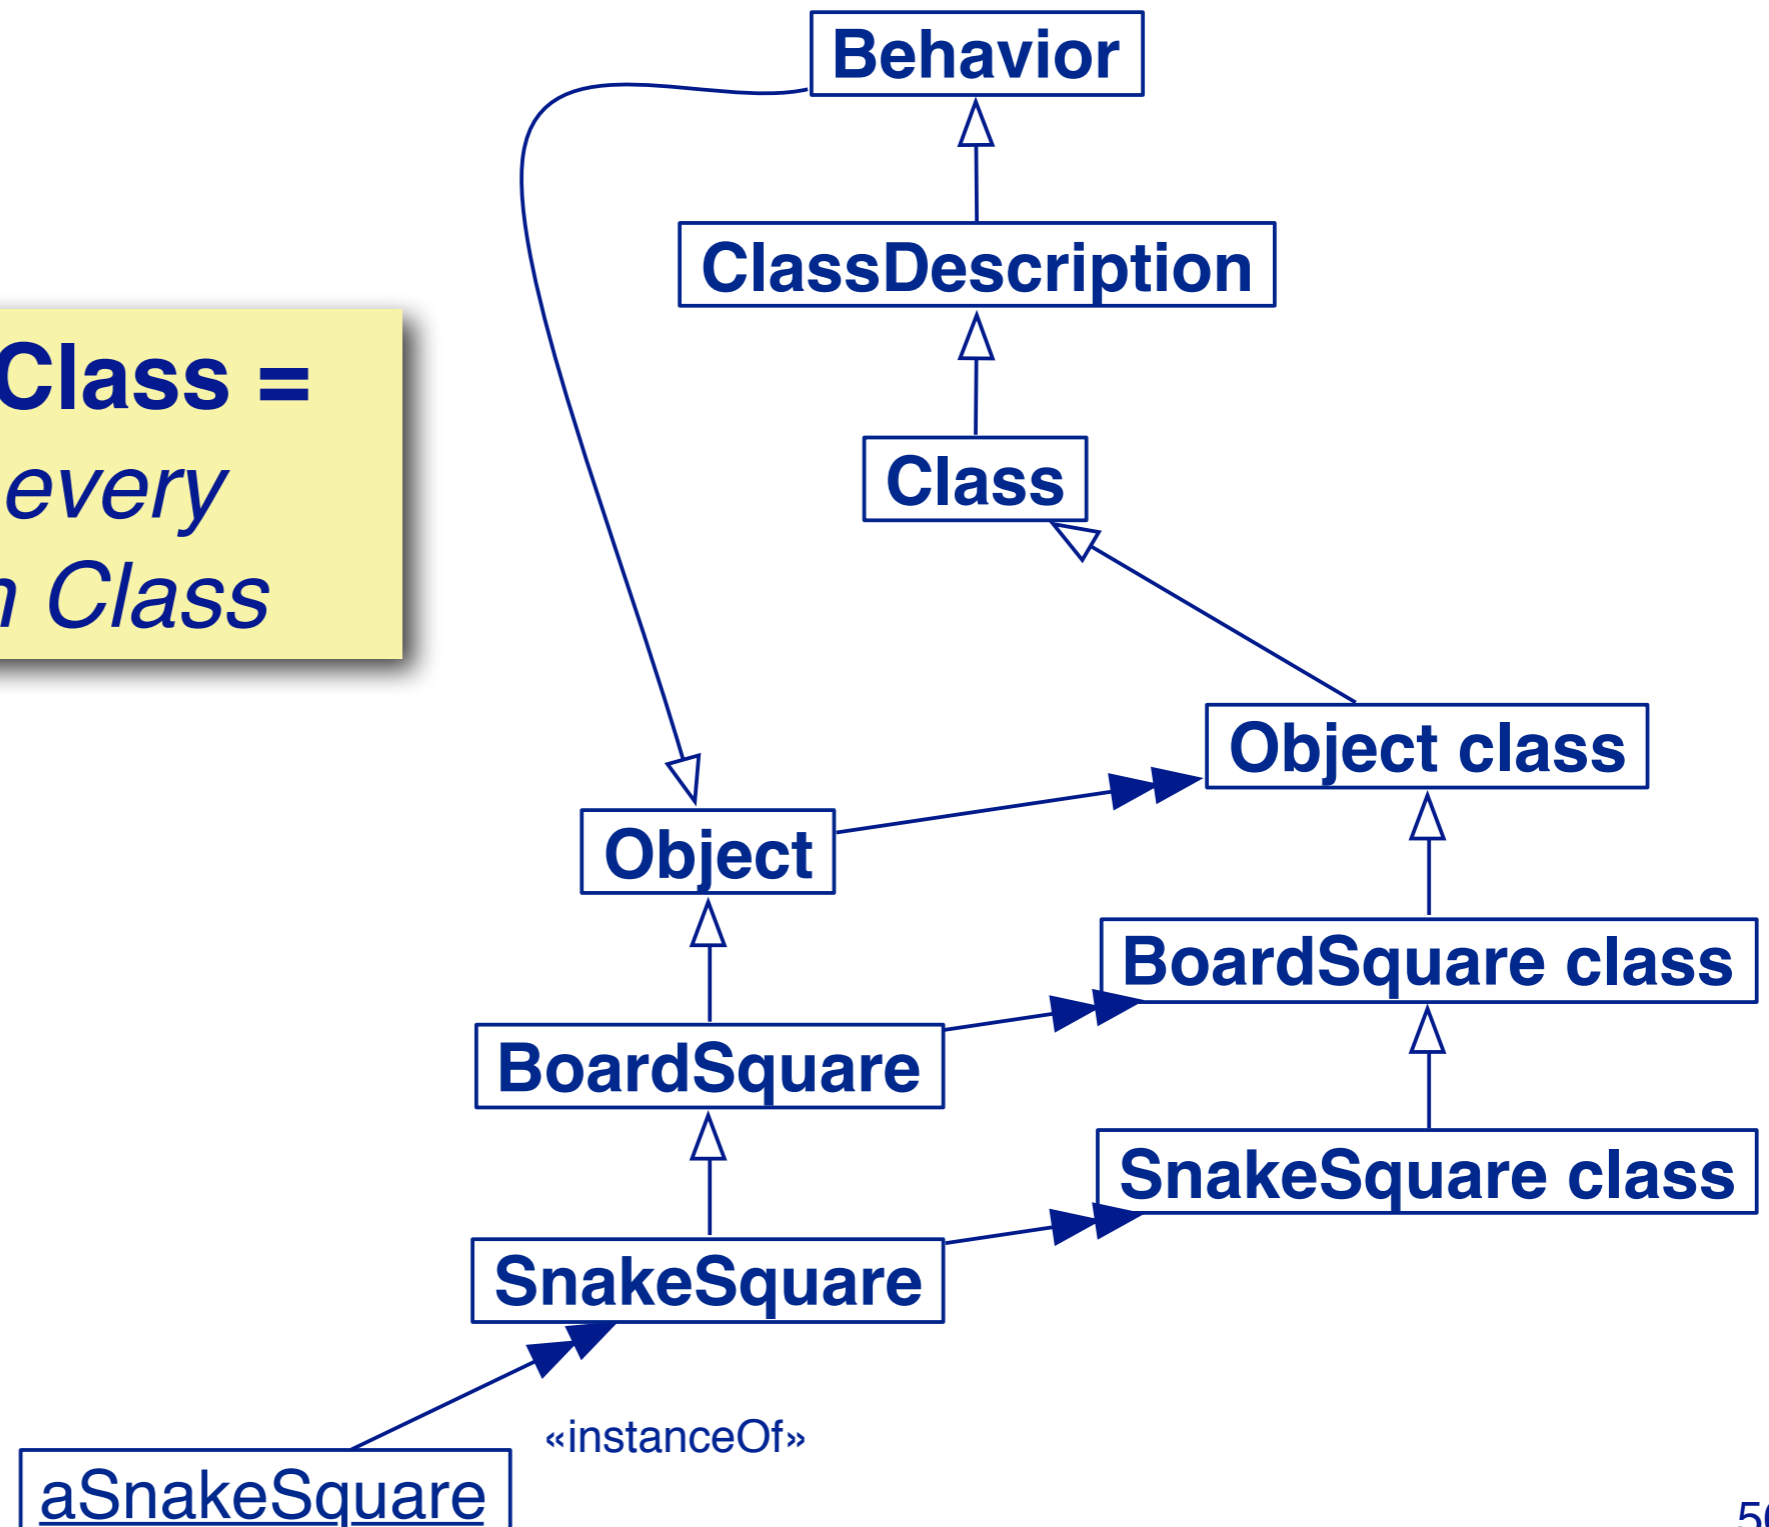 Behavior
ClassDescription
Class =
every
Class
Class
Object class
Object
BoardSquare class
BoardSquare
SnakeSquare class
SnakeSquare
«instanceOf»
aSnakeSquare